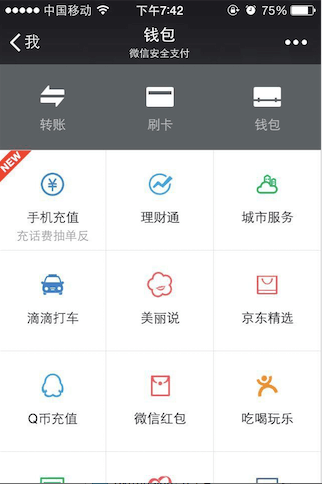 中国移动 下午7:42 75%
我 钱包
微信安全支付
转账 刷卡 钱包
NEW
手机充值 理财通 城市服务
充话费抽单反
滴滴打车 美丽说 京东精选
Q币充值 微信红包 吃喝玩乐